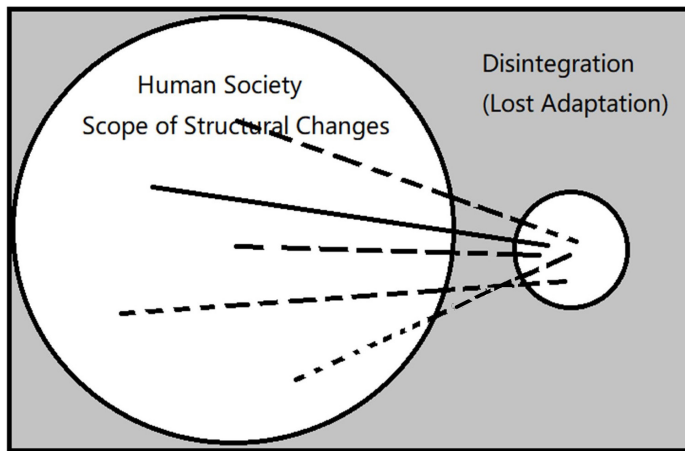 Human Society
Scope of Structural Changes
Disintegration
(Lost Adaptation)